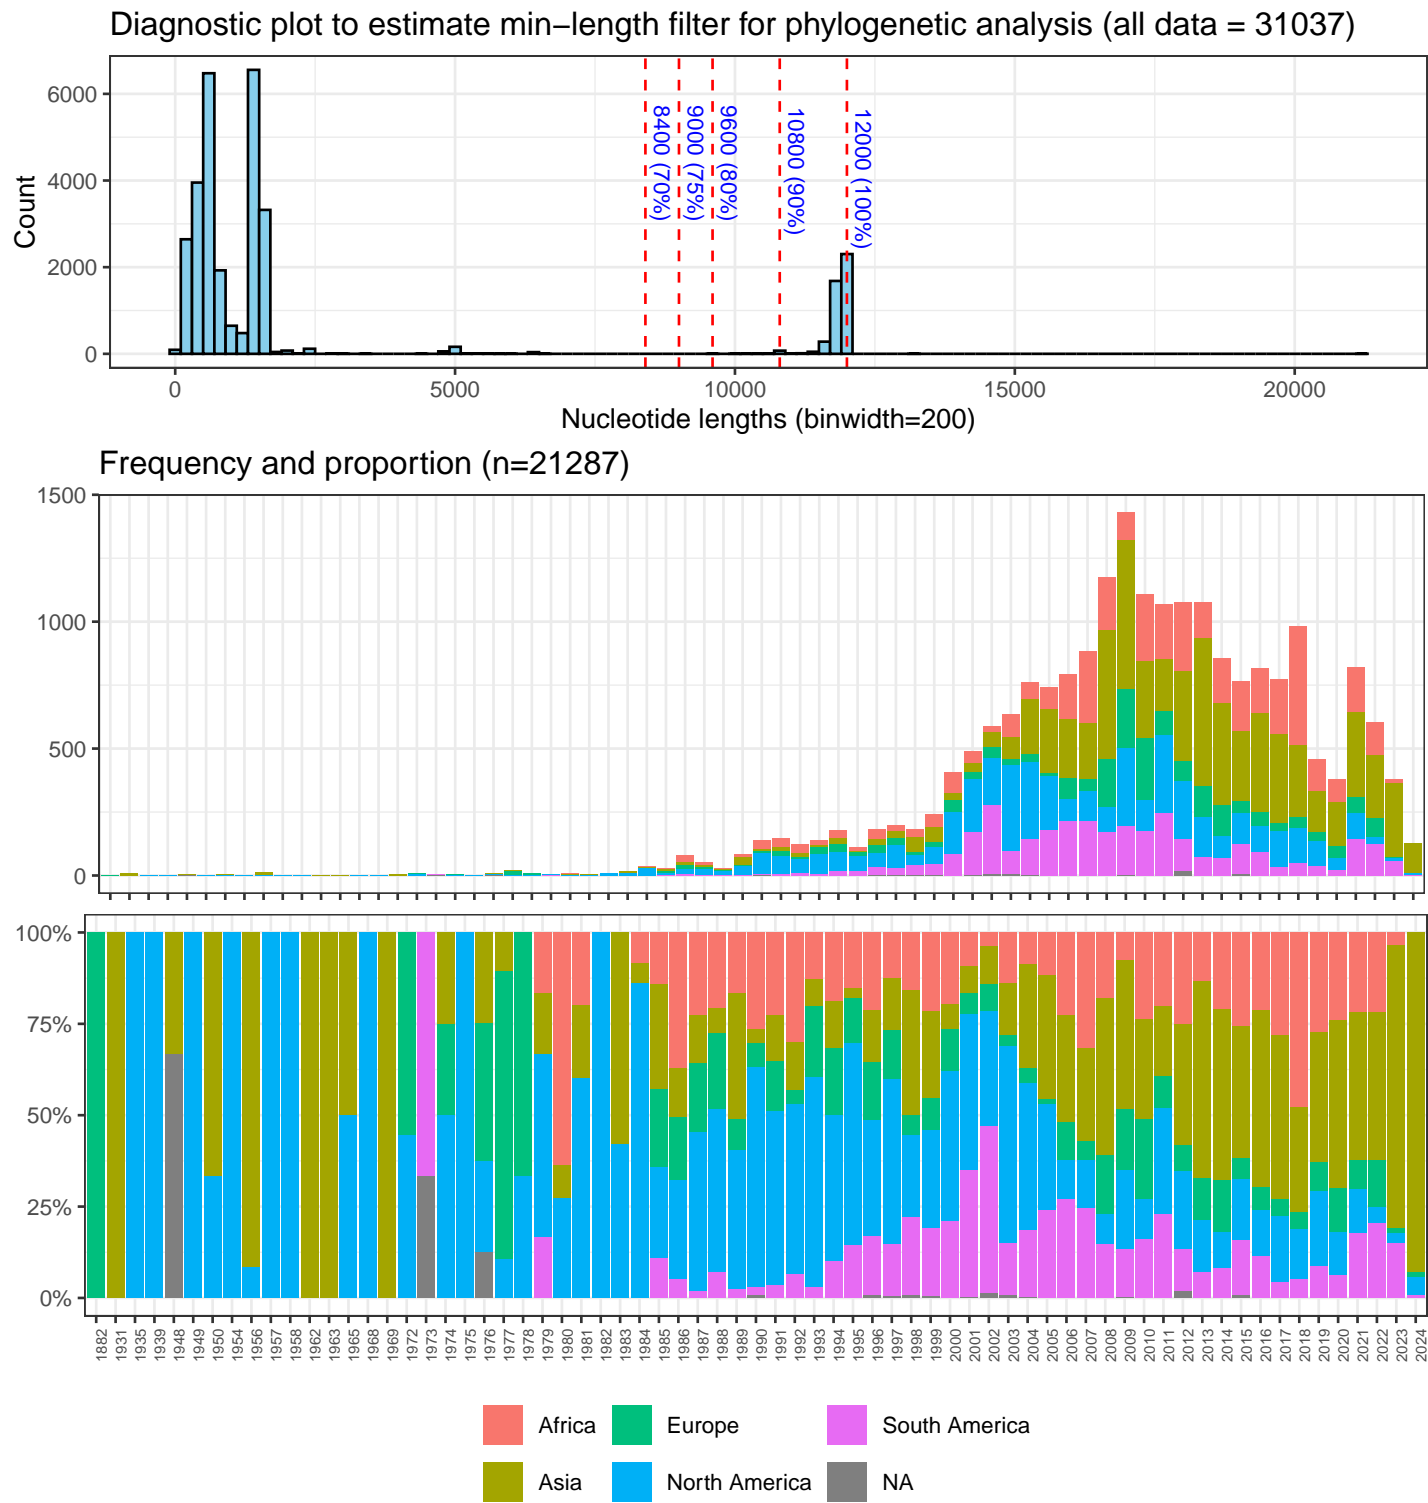 Diagnostic plot to estimate min−length filter for phylogenetic analysis (all data = 31037)
8400 (70%)
9000 (75%)
9600 (80%)
10800 (90%)
12000 (100%)
6000
4000
2000
0
Count
0 5000 10000 15000 20000
Nucleotide lengths (binwidth=200)
Frequency and proportion (n=21287)
1500
1000
500
0
100%
75%
50%
25%
0%
1882 1931 1935 1939 1948 1949 1950 1954 1956 1957 1958 1962 1963 1965 1968 1969 1972 1973 1974 1975 1976 1977 1978 1979 1980 1981 1982 1983 1984 1985 1986 1987 1988 1989 1990 1991 1992 1993 1994 1995 1996 1997 1998 1999 2000 2001 2002 2003 2004 2005 2006 2007 2008 2009 2010 2011 2012 2013 2014 2015 2016 2017 2018 2019 2020 2021 2022 2023 2024
Africa Europe South America
Asia North America NA